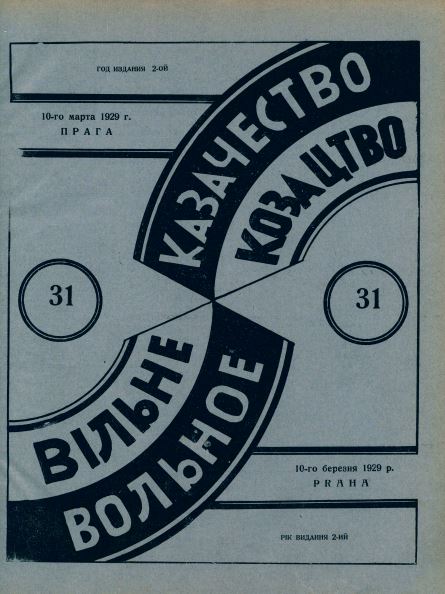 ГОД ИЗДАНИЯ 2-ОЙ
10-го марта 1929 г.
ПРАГА
КАЗАЧЕСТВО
КОЗАЦТВО
31
31
ВІЛЬНЕ
ВОЛЬНОЕ
10-го березня 1929 р.
PRAHA
РІК ВИДАННЯ 2-ИЙ